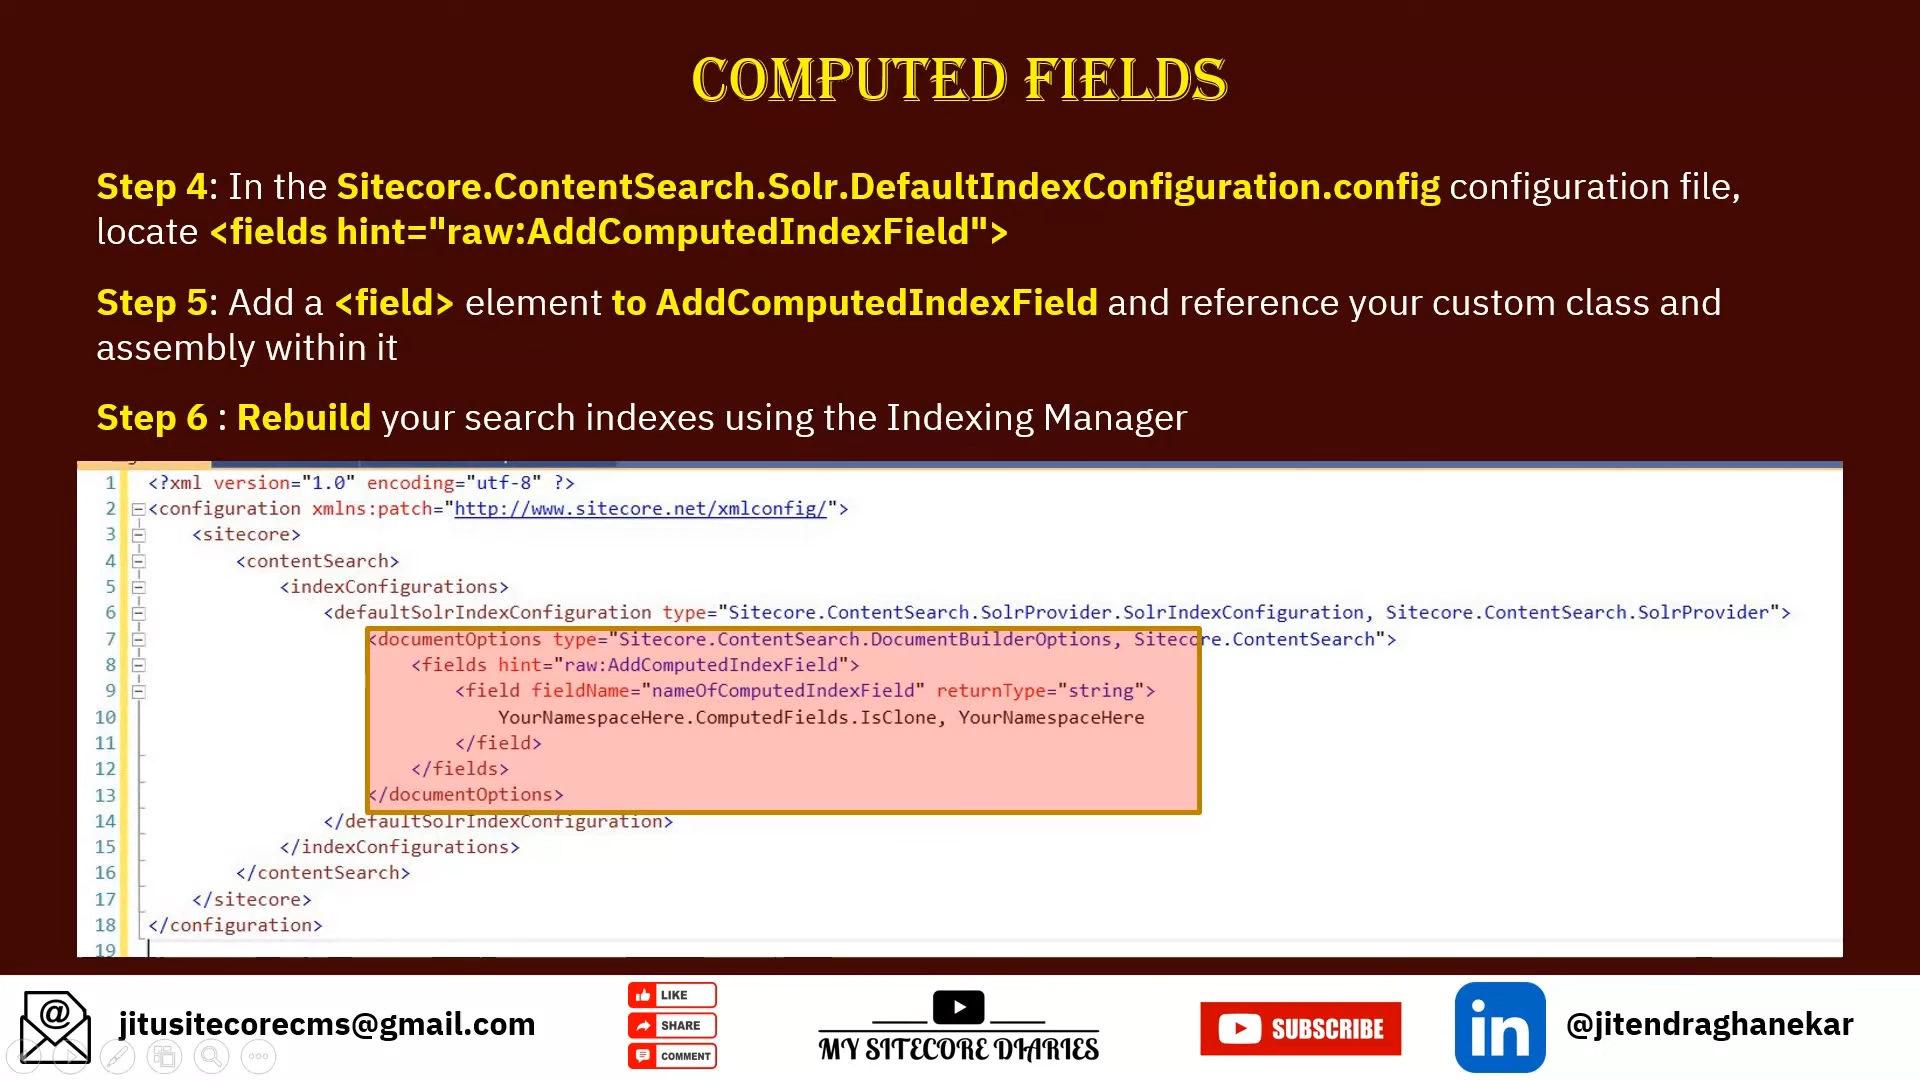 COMPUTED FIELDS
Step 4: In the Sitecore.ContentSearch.Solr.DefaultIndexConfiguration.config configuration file,
locate <fields hint="raw:AddComputedIndexField">
Step 5: Add a <field> element to AddComputedIndexField and reference your custom class and
assembly within it
Step 6 : Rebuild your search indexes using the Indexing Manager
1 <?xml version="1.0" encoding="utf-8" ?>
2 <configuration xmlns:patch="http://www.sitecore.net/xmlconfig/">
3 <sitecore>
4 <contentSearch>
5 <indexConfigurations>
6 <defaultSolrIndexConfiguration type="Sitecore.ContentSearch.SolrProvider.SolrIndexConfiguration, Sitecore.ContentSearch.SolrProvider">
7 <documentOptions type="Sitecore.ContentSearch.DocumentBuilderOptions, Sitecore.ContentSearch">
8 <fields hint="raw:AddComputedIndexField">
9 <field fieldName="nameOfComputedIndexField" returnType="string">
10 YourNamespaceHere.ComputedFields.IsClone, YourNamespaceHere
11 </field>
12 </fields>
13 </documentOptions>
14 </defaultSolrIndexConfiguration>
15 </indexConfigurations>
16 </contentSearch>
17 </sitecore>
18 </configuration>
19
jitusitecorecms@gmail.com
LIKE
SHARE
COMMENT
MY SITECORE DIARIES
SUBSCRIBE
in
@jitendraghanekar